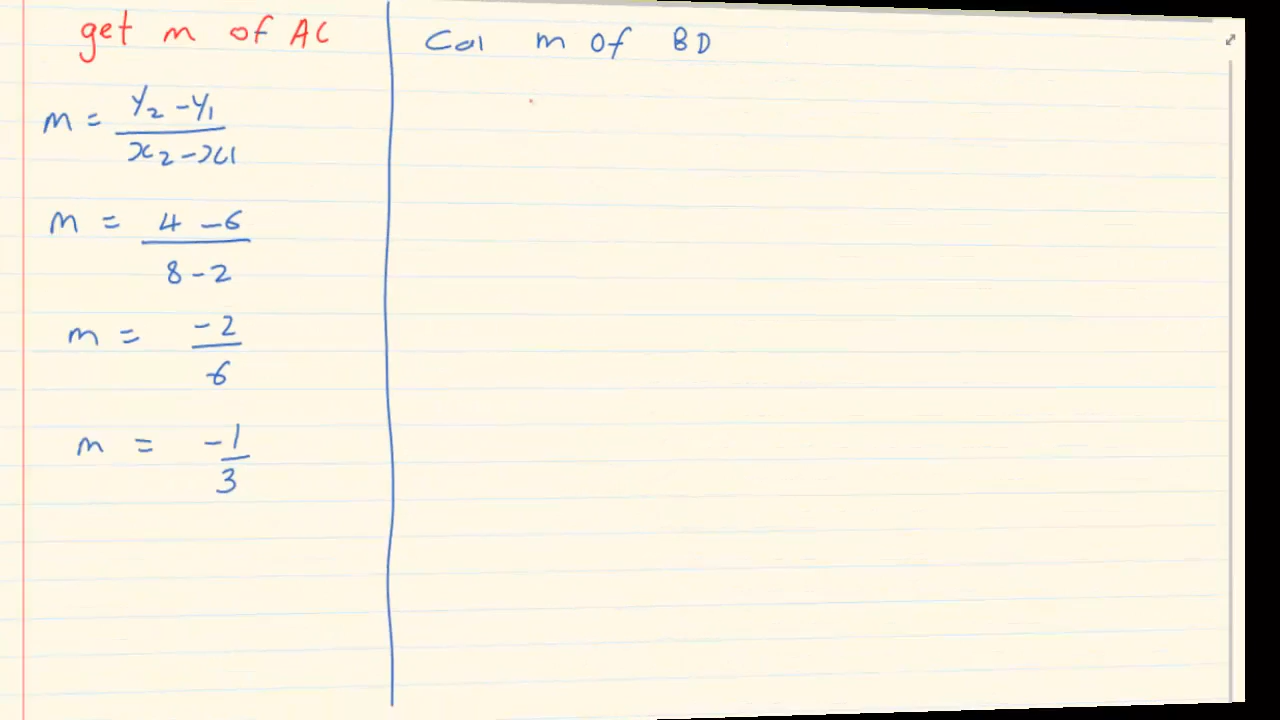 get m of AC
m = y₂ - y₁ / x₂ - x₁
m = 4 - 6 / 8 - 2
m = -2 / 6
m = -1 / 3
Cal m of BD